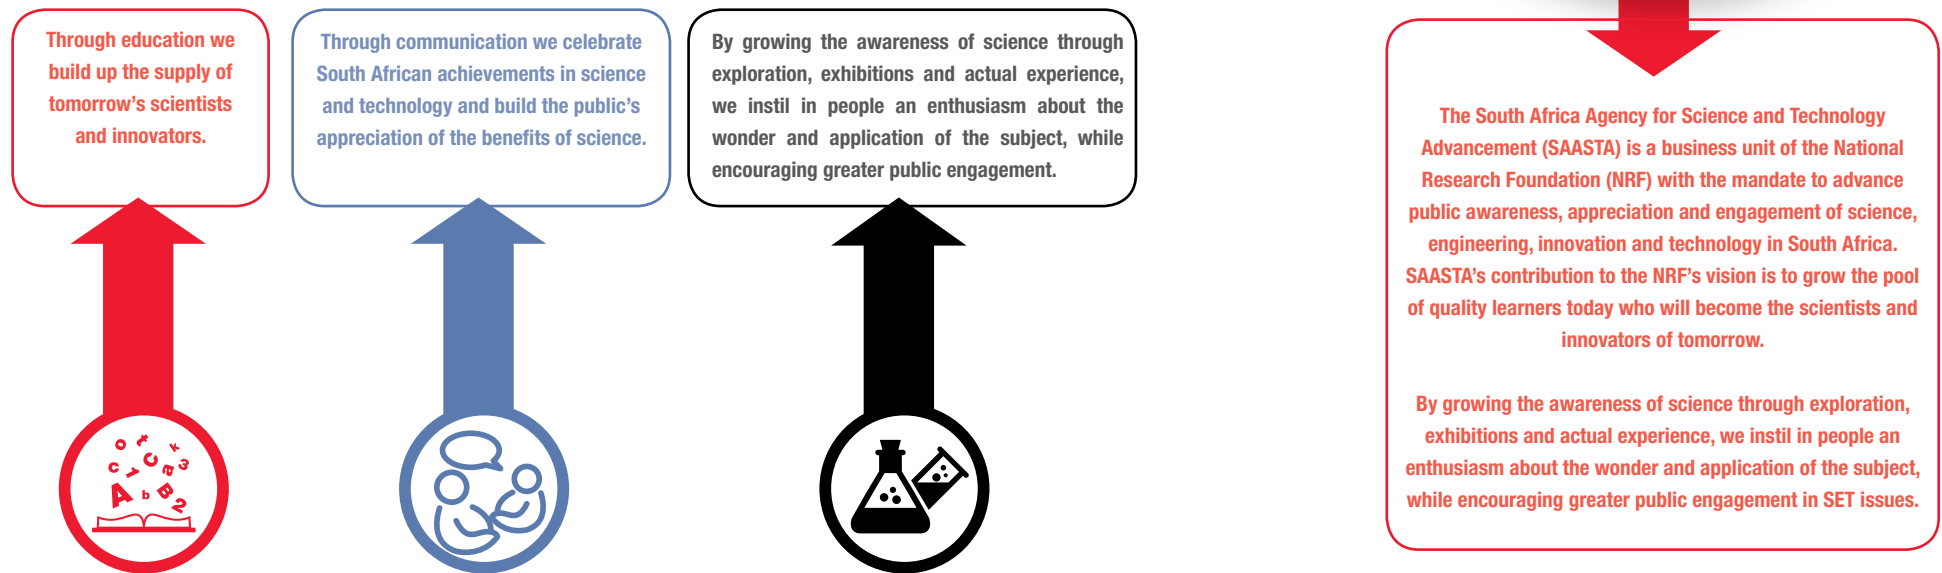 Through education we
build up the supply of
tomorrow's scientists
and innovators.
Through communication we celebrate
South African achievements in science
and technology and build the public's
appreciation of the benefits of science.
By growing the awareness of science through
exploration, exhibitions and actual experience,
we instil in people an enthusiasm about the
wonder and application of the subject, while
encouraging greater public engagement.
o t k
c 1 C a 3
A b B 2
The South Africa Agency for Science and Technology
Advancement (SAASTA) is a business unit of the National
Research Foundation (NRF) with the mandate to advance
public awareness, appreciation and engagement of science,
engineering, innovation and technology in South Africa.
SAASTA's contribution to the NRF's vision is to grow the pool
of quality learners today who will become the scientists and
innovators of tomorrow.
By growing the awareness of science through exploration,
exhibitions and actual experience, we instil in people an
enthusiasm about the wonder and application of the subject,
while encouraging greater public engagement in SET issues.